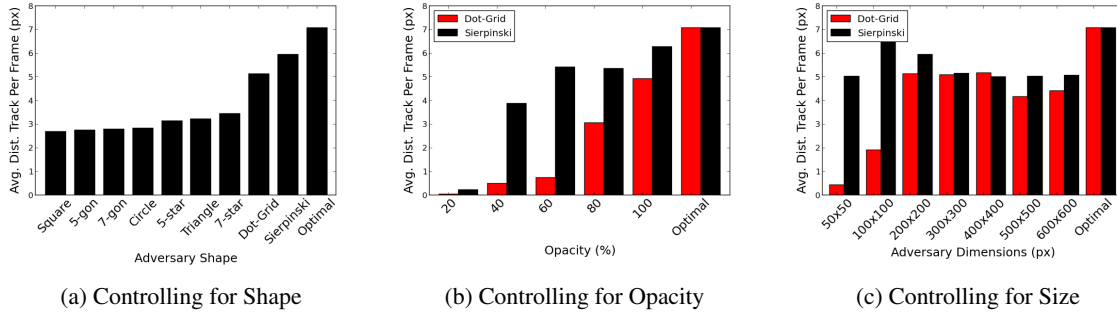 8
7
6
5
4
3
2
1
0
Avg. Dist. Track Per Frame (px)
Square
5-gon
7-gon
Circle
5-star
Triangle
7-star
Dot-Grid
Sierpinski
Optimal
Adversary Shape
(a) Controlling for Shape
8
7
6
5
4
3
2
1
0
Avg. Dist. Track Per Frame (px)
Dot-Grid
Sierpinski
20
40
60
80
100
Optimal
Opacity (%)
(b) Controlling for Opacity
8
7
6
5
4
3
2
1
0
Avg. Dist. Track Per Frame (px)
Dot-Grid
Sierpinski
50x50
100x100
200x200
300x300
400x400
500x500
600x600
Optimal
Adversary Dimensions (px)
(c) Controlling for Size